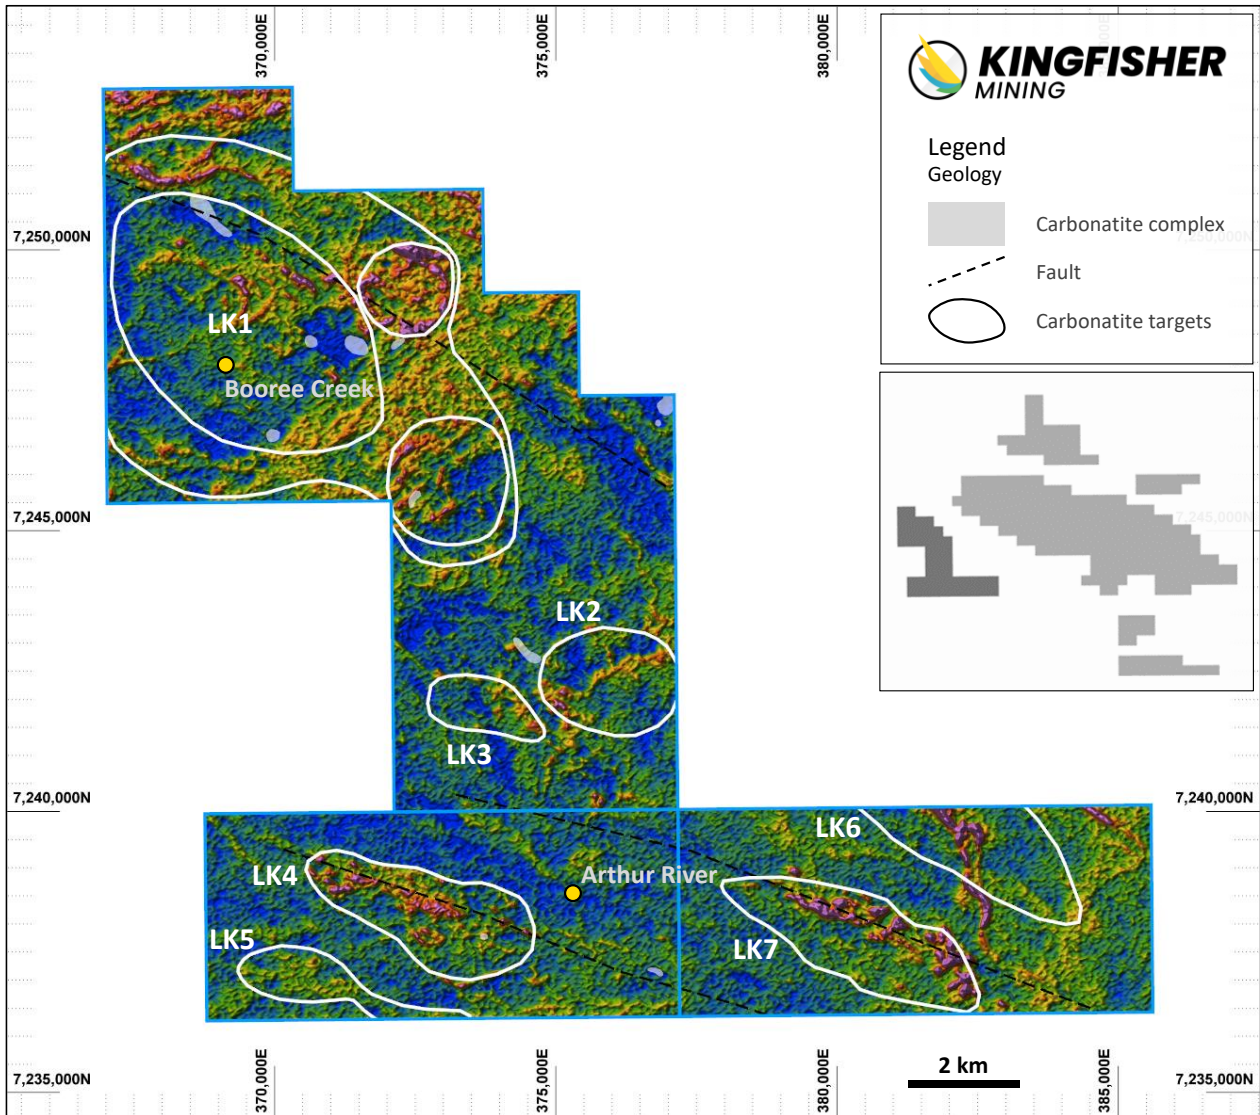 370,000E
375,000E
380,000E
KINGFISHER
MINING
Legend
Geology
Carbonatite complex
Fault
Carbonatite targets
7,250,000N
7,250,000N
LK1
Booree Creek
7,245,000N
7,245,000N
LK2
LK3
7,240,000N
7,240,000N
LK6
LK4
Arthur River
LK5
LK7
2 km
370,000E
375,000E
380,000E
385,000E
7,235,000N
7,235,000N